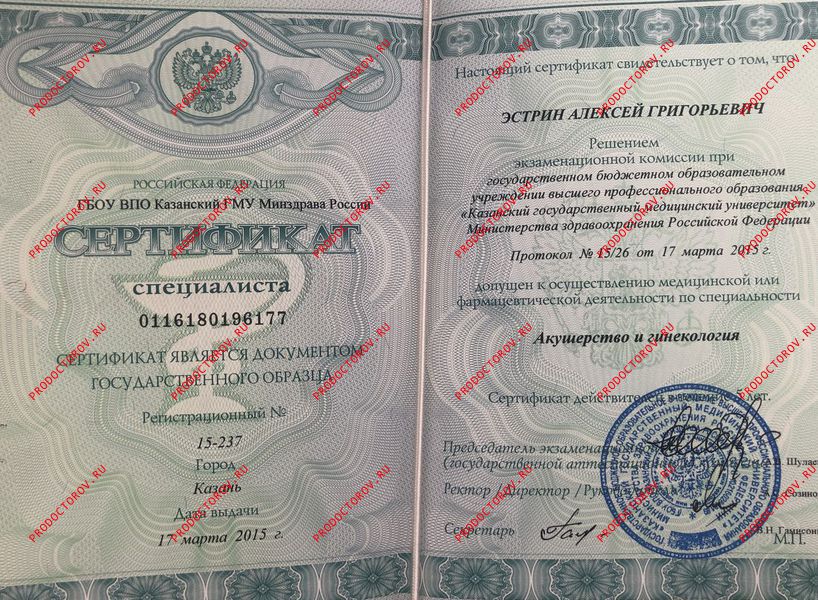 РОССИЙСКАЯ ФЕДЕРАЦИЯ
ГБОУ ВПО Казанский ГМУ Минздрава России
СЕРТИФИКАТ
специалиста
0116180196177
СЕРТИФИКАТ ЯВЛЯЕТСЯ ДОКУМЕНТОМ
ГОСУДАРСТВЕННОГО ОБРАЗЦА
Регистрационный №
15-237
Город
Казань
Дата выдачи
17 марта 2015 г.
Настоящий сертификат свидетельствует о том, что
ЭСТРИН АЛЕКСЕЙ ГРИГОРЬЕВИЧ
Решением
экзаменационной комиссии при
государственном бюджетном образовательном
учреждении высшего профессионального образования
«Казанский государственный медицинский университет»
Министерства здравоохранения Российской Федерации
Протокол № 15/26 от 17 марта 2015 г.
допущен к осуществлению медицинской или
фармацевтической деятельности по специальности
Акушерство и гинекология
Сертификат действителен в лет.
Председатель
(государственной
Ректор /Директор
Секретарь
В.Н. Гамисони
М.П.
PRODOCTOROV.RU